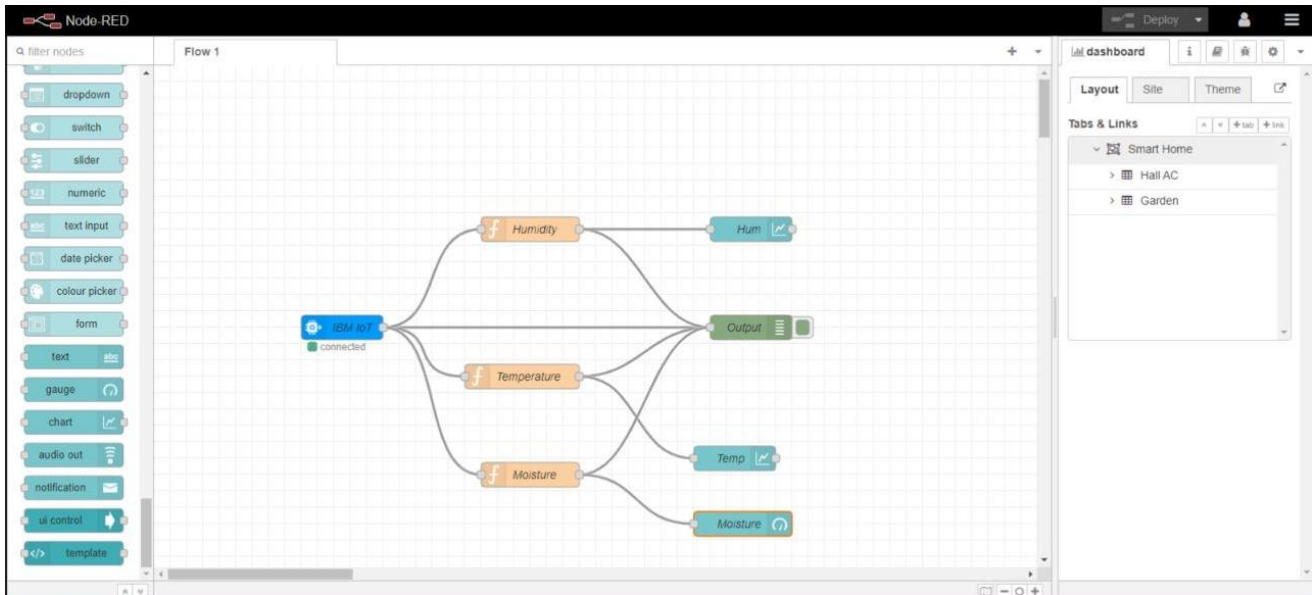 Node-RED
Deploy
filter nodes
Flow 1
dashboard
dropdown
switch
slider
numeric
text input
date picker
colour picker
form
text
gauge
chart
audio out
notification
ui control
template
Humidity
Hum
IBM IoT
connected
Output
Temperature
Temp
Moisture
Moisture
Layout
Site
Theme
Tabs & Links
tab
link
Smart Home
Hall AC
Garden